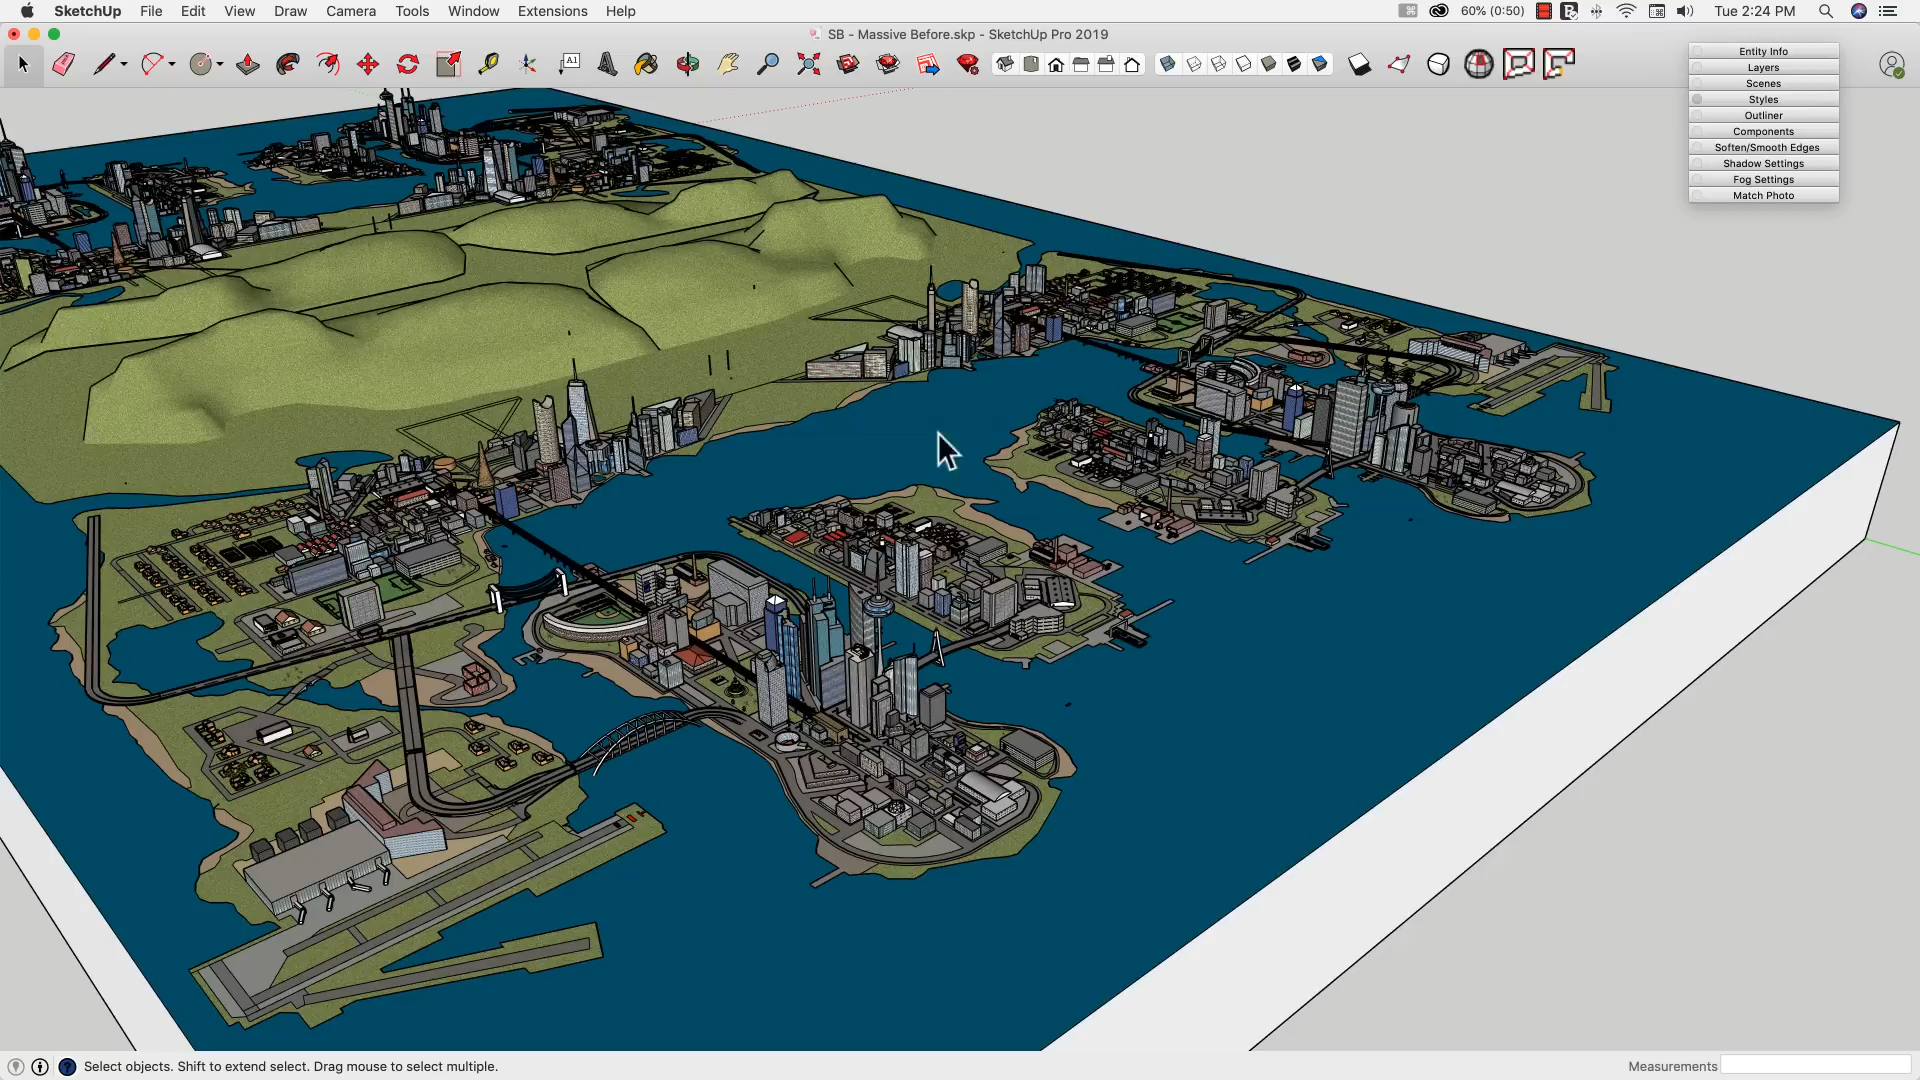 SketchUp File Edit View Draw Camera Tools Window Extensions Help 60% (0:50) Tue 2:24 PM
SB - Massive Before.skp - SketchUp Pro 2019
A1
Entity Info
Layers
Scenes
Styles
Outliner
Components
Soften/Smooth Edges
Shadow Settings
Fog Settings
Match Photo
Select objects. Shift to extend select. Drag mouse to select multiple.
Measurements